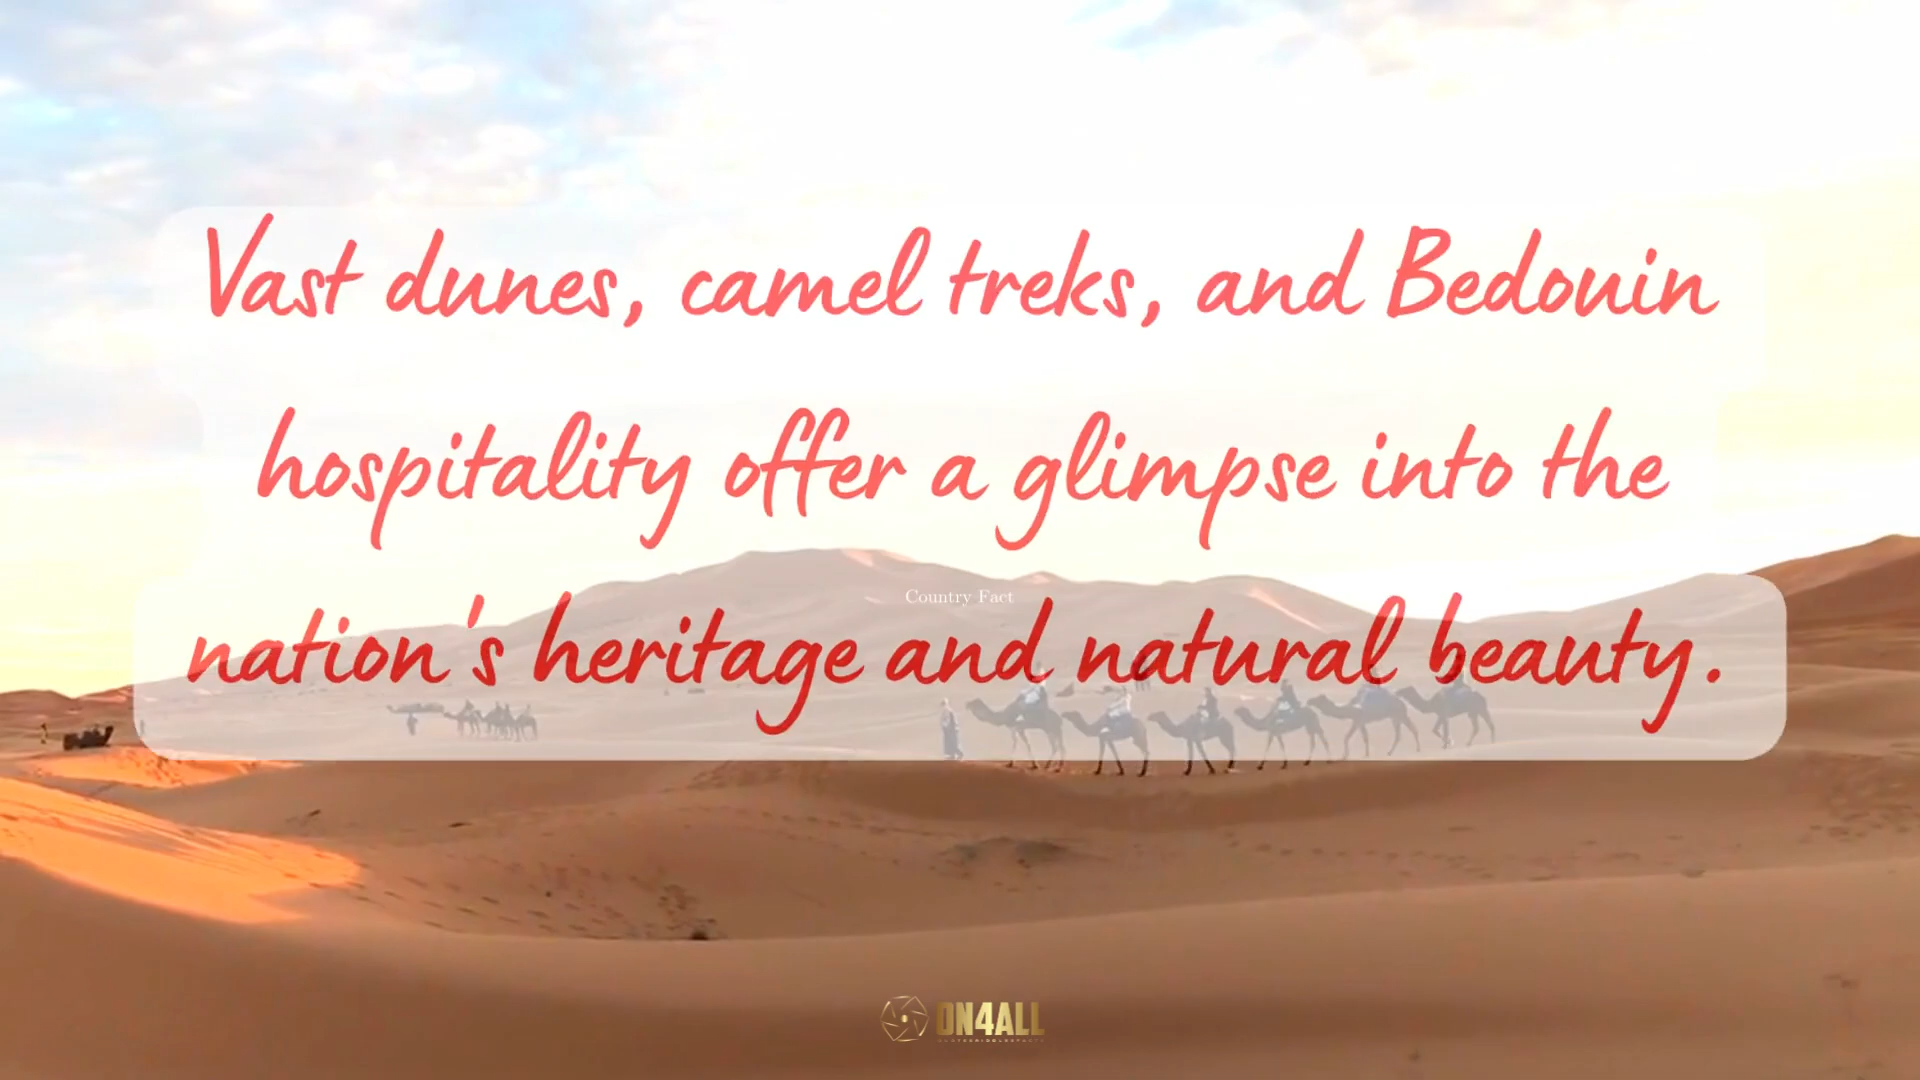 Vast dunes, camel treks, and Bedouin
hospitality offer a glimpse into the
Country Fact
nation's heritage and natural beauty.
ON4ALL